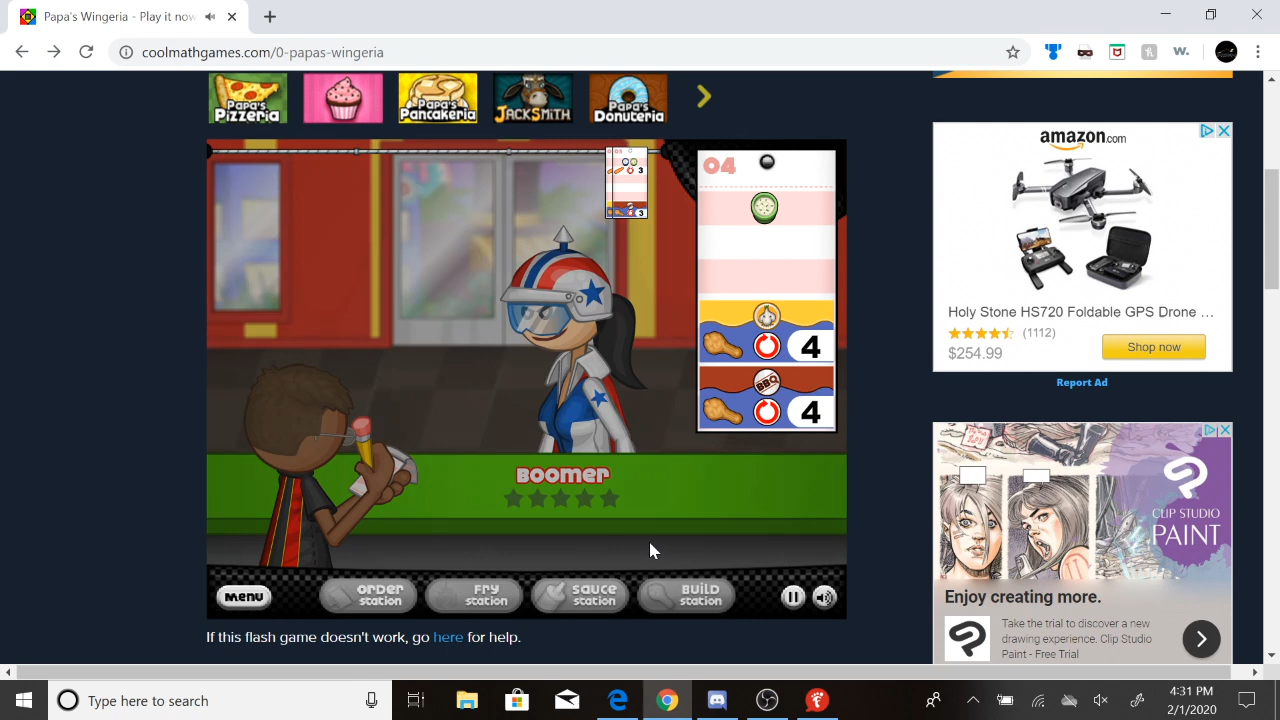 Papa's Wingeria - Play it now
coolmathgames.com/0-papas-wingeria
w.
Papa's Pizzeria
Papa's Pancakeria
JackSmith
Papa's Donuteria
3
3
04
4
BBQ
4
Boomer
menu
Order Station
Fry Station
Sauce Station
Build Station
If this flash game doesn't work, go here for help.
amazon.com
Holy Stone HS720 Foldable GPS Drone ...
(1112)
$254.99
Shop now
Report Ad
CLIP STUDIO
PAINT
Enjoy creating more.
Take the trial to discover a new
drawing experience. Clip Studio
Paint - Free Trial
Type here to search
4:31 PM
2/1/2020